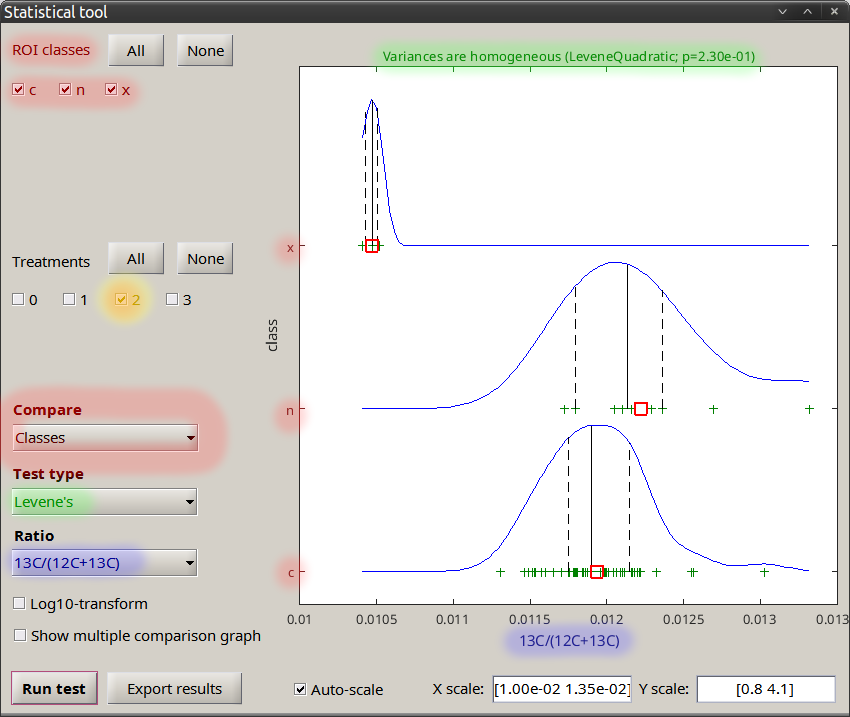 Statistical tool
ROI classes All None
c n x
Variances are homogeneous (LeveneQuadratic; p=2.30e-01)
Treatments All None
0 1 2 3
x
n
c
class
0.01 0.0105 0.011 0.0115 0.012 0.0125 0.013 0.013
13C/(12C+13C)
Compare
Classes
Test type
Levene's
Ratio
13C/(12C+13C)
Log10-transform
Show multiple comparison graph
Run test Export results
Auto-scale X scale: [1.00e-02 1.35e-02] Y scale: [0.8 4.1]